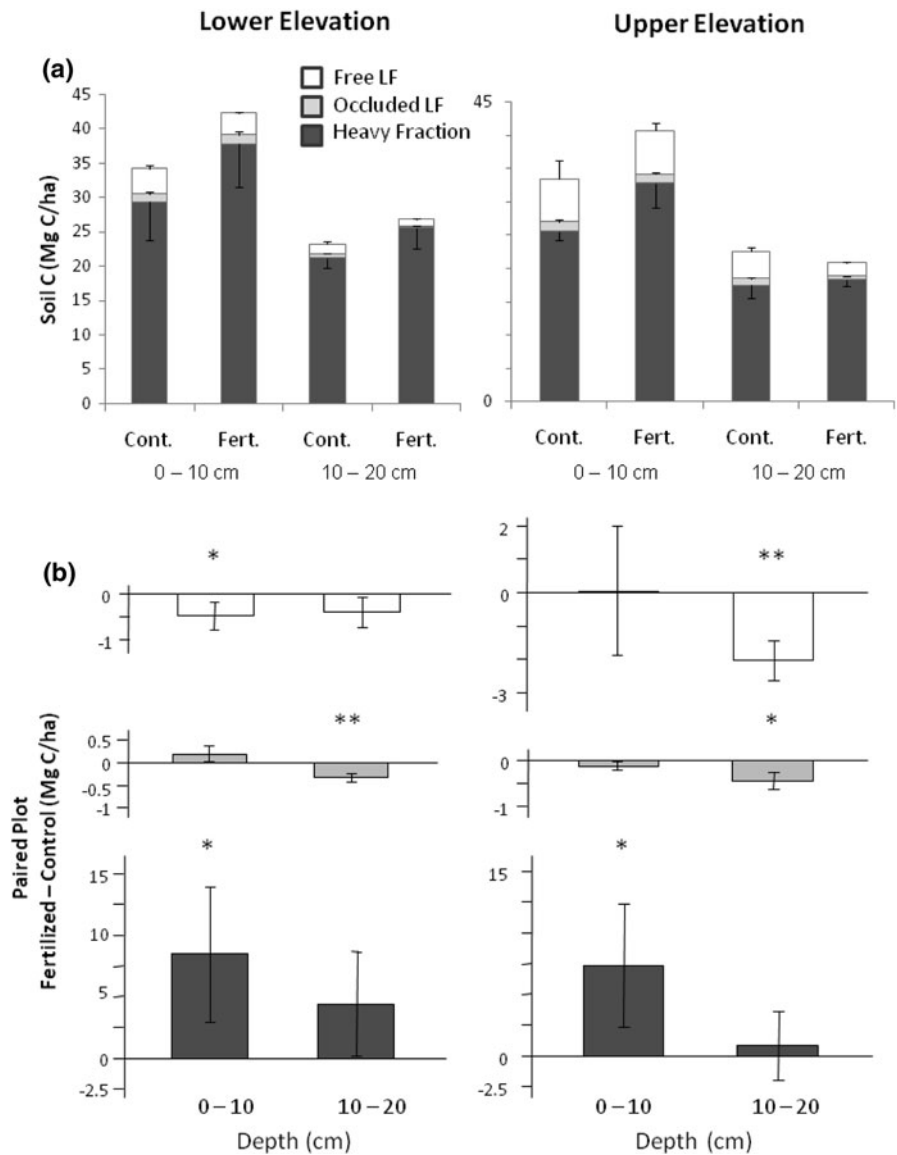 Lower Elevation
Upper Elevation
(a)
Free LF
Occluded LF
Heavy Fraction
Soil C (Mg C/ha)
45
40
35
30
25
20
15
10
5
0
45
0
Cont. Fert. Cont. Fert.
0 – 10 cm 10 – 20 cm
Cont. Fert. Cont. Fert.
0 – 10 cm 10 – 20 cm
(b)
Paired Plot
Fertilized – Control (Mg C/ha)
*
0
-1
2
**
0
-3
**
0.5
0
-0.5
-1
*
0
-1
*
15
10
5
0
-2.5
*
15
0
-2.5
0 – 10 10 – 20
Depth (cm)
0 – 10 10 – 20
Depth (cm)